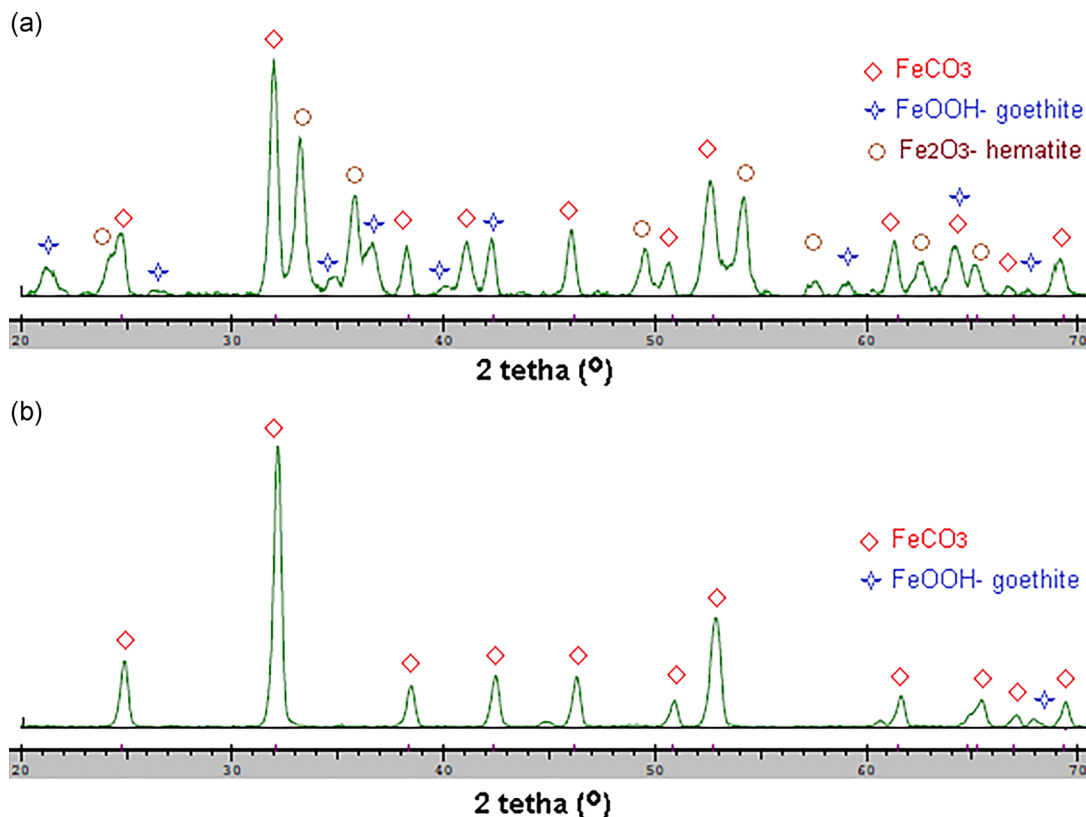 (a)
FeCO3
FeOOH- goethite
Fe2O3- hematite
20 30 40 50 60 70
2 tetha (º)
(b)
FeCO3
FeOOH- goethite
20 30 40 50 60 70
2 tetha (º)